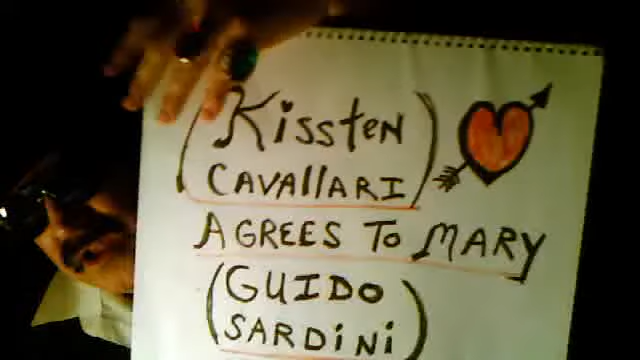 (Kissten
Cavallari)
Agrees to Mary
(Guido
Sardini)